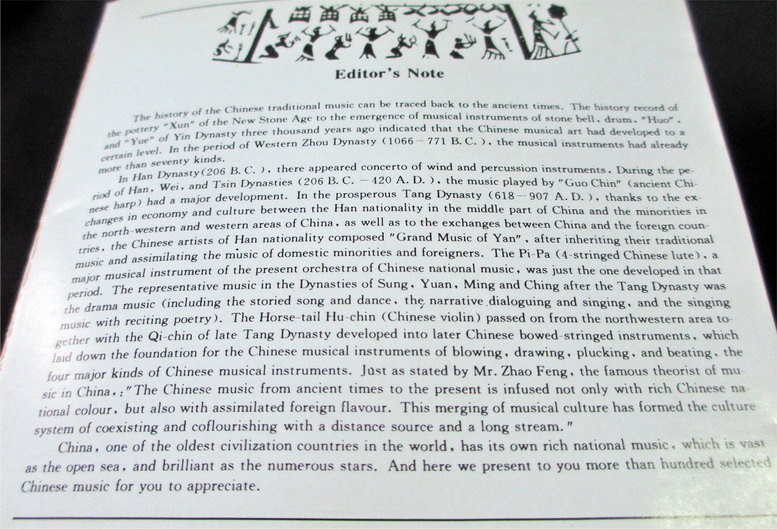 Editor's Note
The history of the Chinese traditional music can be traced back to the ancient times. The history record of
the pottery "Xun" of the New Stone Age to the emergence of musical instruments of stone bell, drum, "Huo",
and "Yue" of Yin Dynasty three thousand years ago indicated that the Chinese musical art had developed to a
certain level. In the period of Western Zhou Dynasty (1066-771 B. C. ), the musical instruments had already
more than seventy kinds.
In Han Dynasty(206 B. C. ), there appeared concerto of wind and percussion instruments. During the pe-
riod of Han, Wei, and Tsin Dynasties (206 B. C. -420 A. D. ), the music played by "Guo Chin" (ancient Chi-
nese harp) had a major development. In the prosperous Tang Dynasty (618-907 A. D. ), thanks to the ex-
changes in economy and culture between the Han nationality in the middle part of China and the minorities in
the north-western and western areas of China, as well as to the exchanges between China and the foreign coun-
tries, the Chinese artists of Han nationality composed "Grand Music of Yan", after inheriting their traditional
music and assimilating the music of domestic minorities and foreigners. The Pi-Pa (4-stringed Chinese lute), a
major musical instrument of the present orchestra of Chinese national music, was just the one developed in that
period. The representative music in the Dynasties of Sung, Yuan, Ming and Ching after the Tang Dynasty was
the drama music (including the storied song and dance, the narrative dialoguing and singing, and the singing
music with reciting poetry). The Horse-tail Hu-chin (Chinese violin) passed on from the northwestern area to-
gether with the Qi-chin of late Tang Dynasty developed into later Chinese bowed-stringed instruments, which
laid down the foundation for the Chinese musical instruments of blowing, drawing, plucking, and beating, the
four major kinds of Chinese musical instruments. Just as stated by Mr. Zhao Feng, the famous theorist of mu-
sic in China, :"The Chinese music from ancient times to the present is infused not only with rich Chinese na-
tional colour, but also with assimilated foreign flavour. This merging of musical culture has formed the culture
system of coexisting and coflourishing with a distance source and a long stream."
China, one of the oldest civilization countries in the world, has its own rich national music, which is vast
as the open sea, and brilliant as the numerous stars. And here we present to you more than hundred selected
Chinese music for you to appreciate.